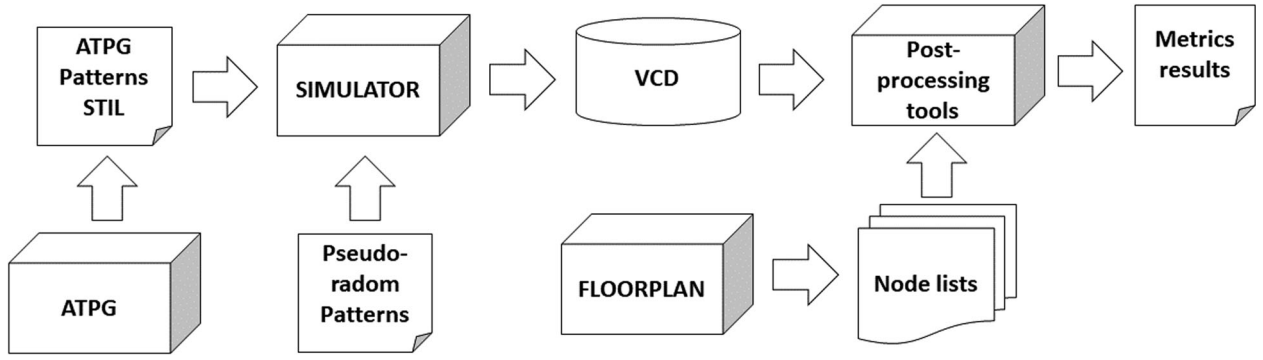 ATPG
Patterns
STIL
SIMULATOR
VCD
Post-
processing
tools
Metrics
results
ATPG
Pseudo-
radom
Patterns
FLOORPLAN
Node lists